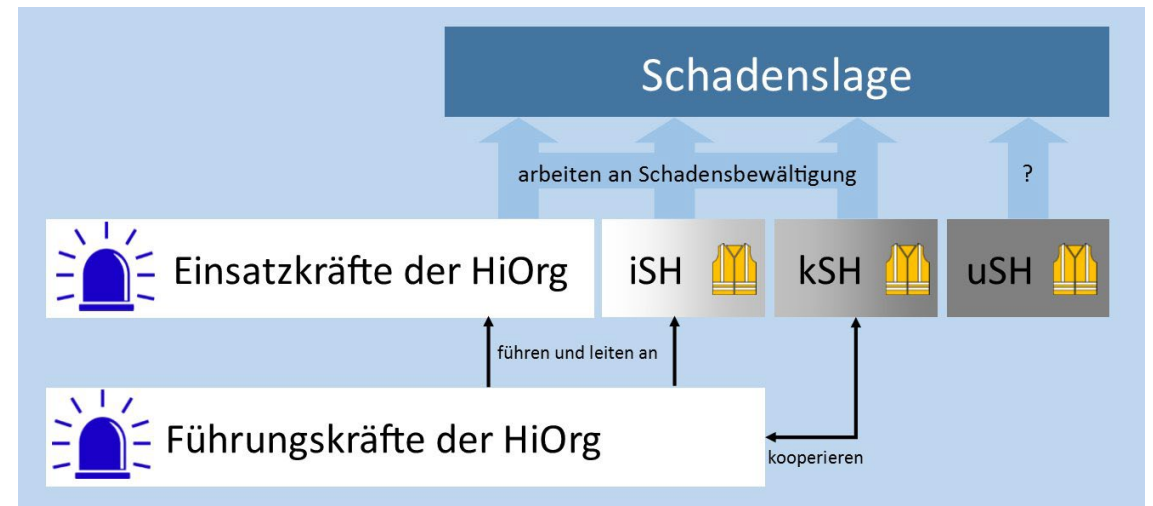 Schadenslage
arbeiten an Schadensbewältigung
?
Einsatzkräfte der HiOrg
iSH
kSH
uSH
führen und leiten an
Führungskräfte der HiOrg
kooperieren